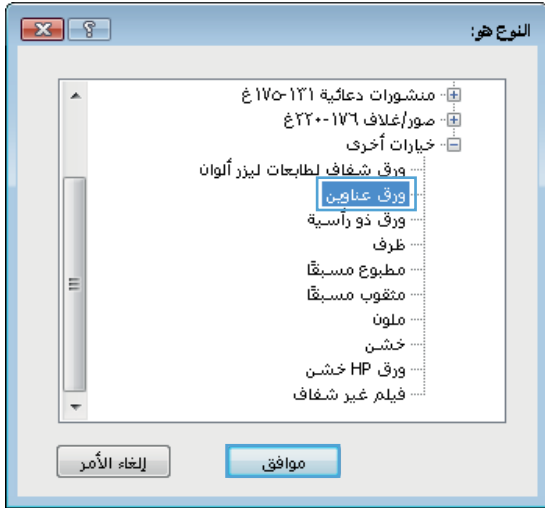 النوع هو:
منشورات دعائية ١٣١-١٧٥غ
صور/غلاف ١٧٦-٢٢٠غ
خيارات أخرى
ورق شفاف لطابعات ليزر ألوان
ورق عناوين
ورق ذو رأسية
ظرف
مطبوع مسبقًا
مثقوب مسبقًا
ملون
خشن
ورق HP خشن
فيلم غير شفاف
موافق
إلغاء الأمر